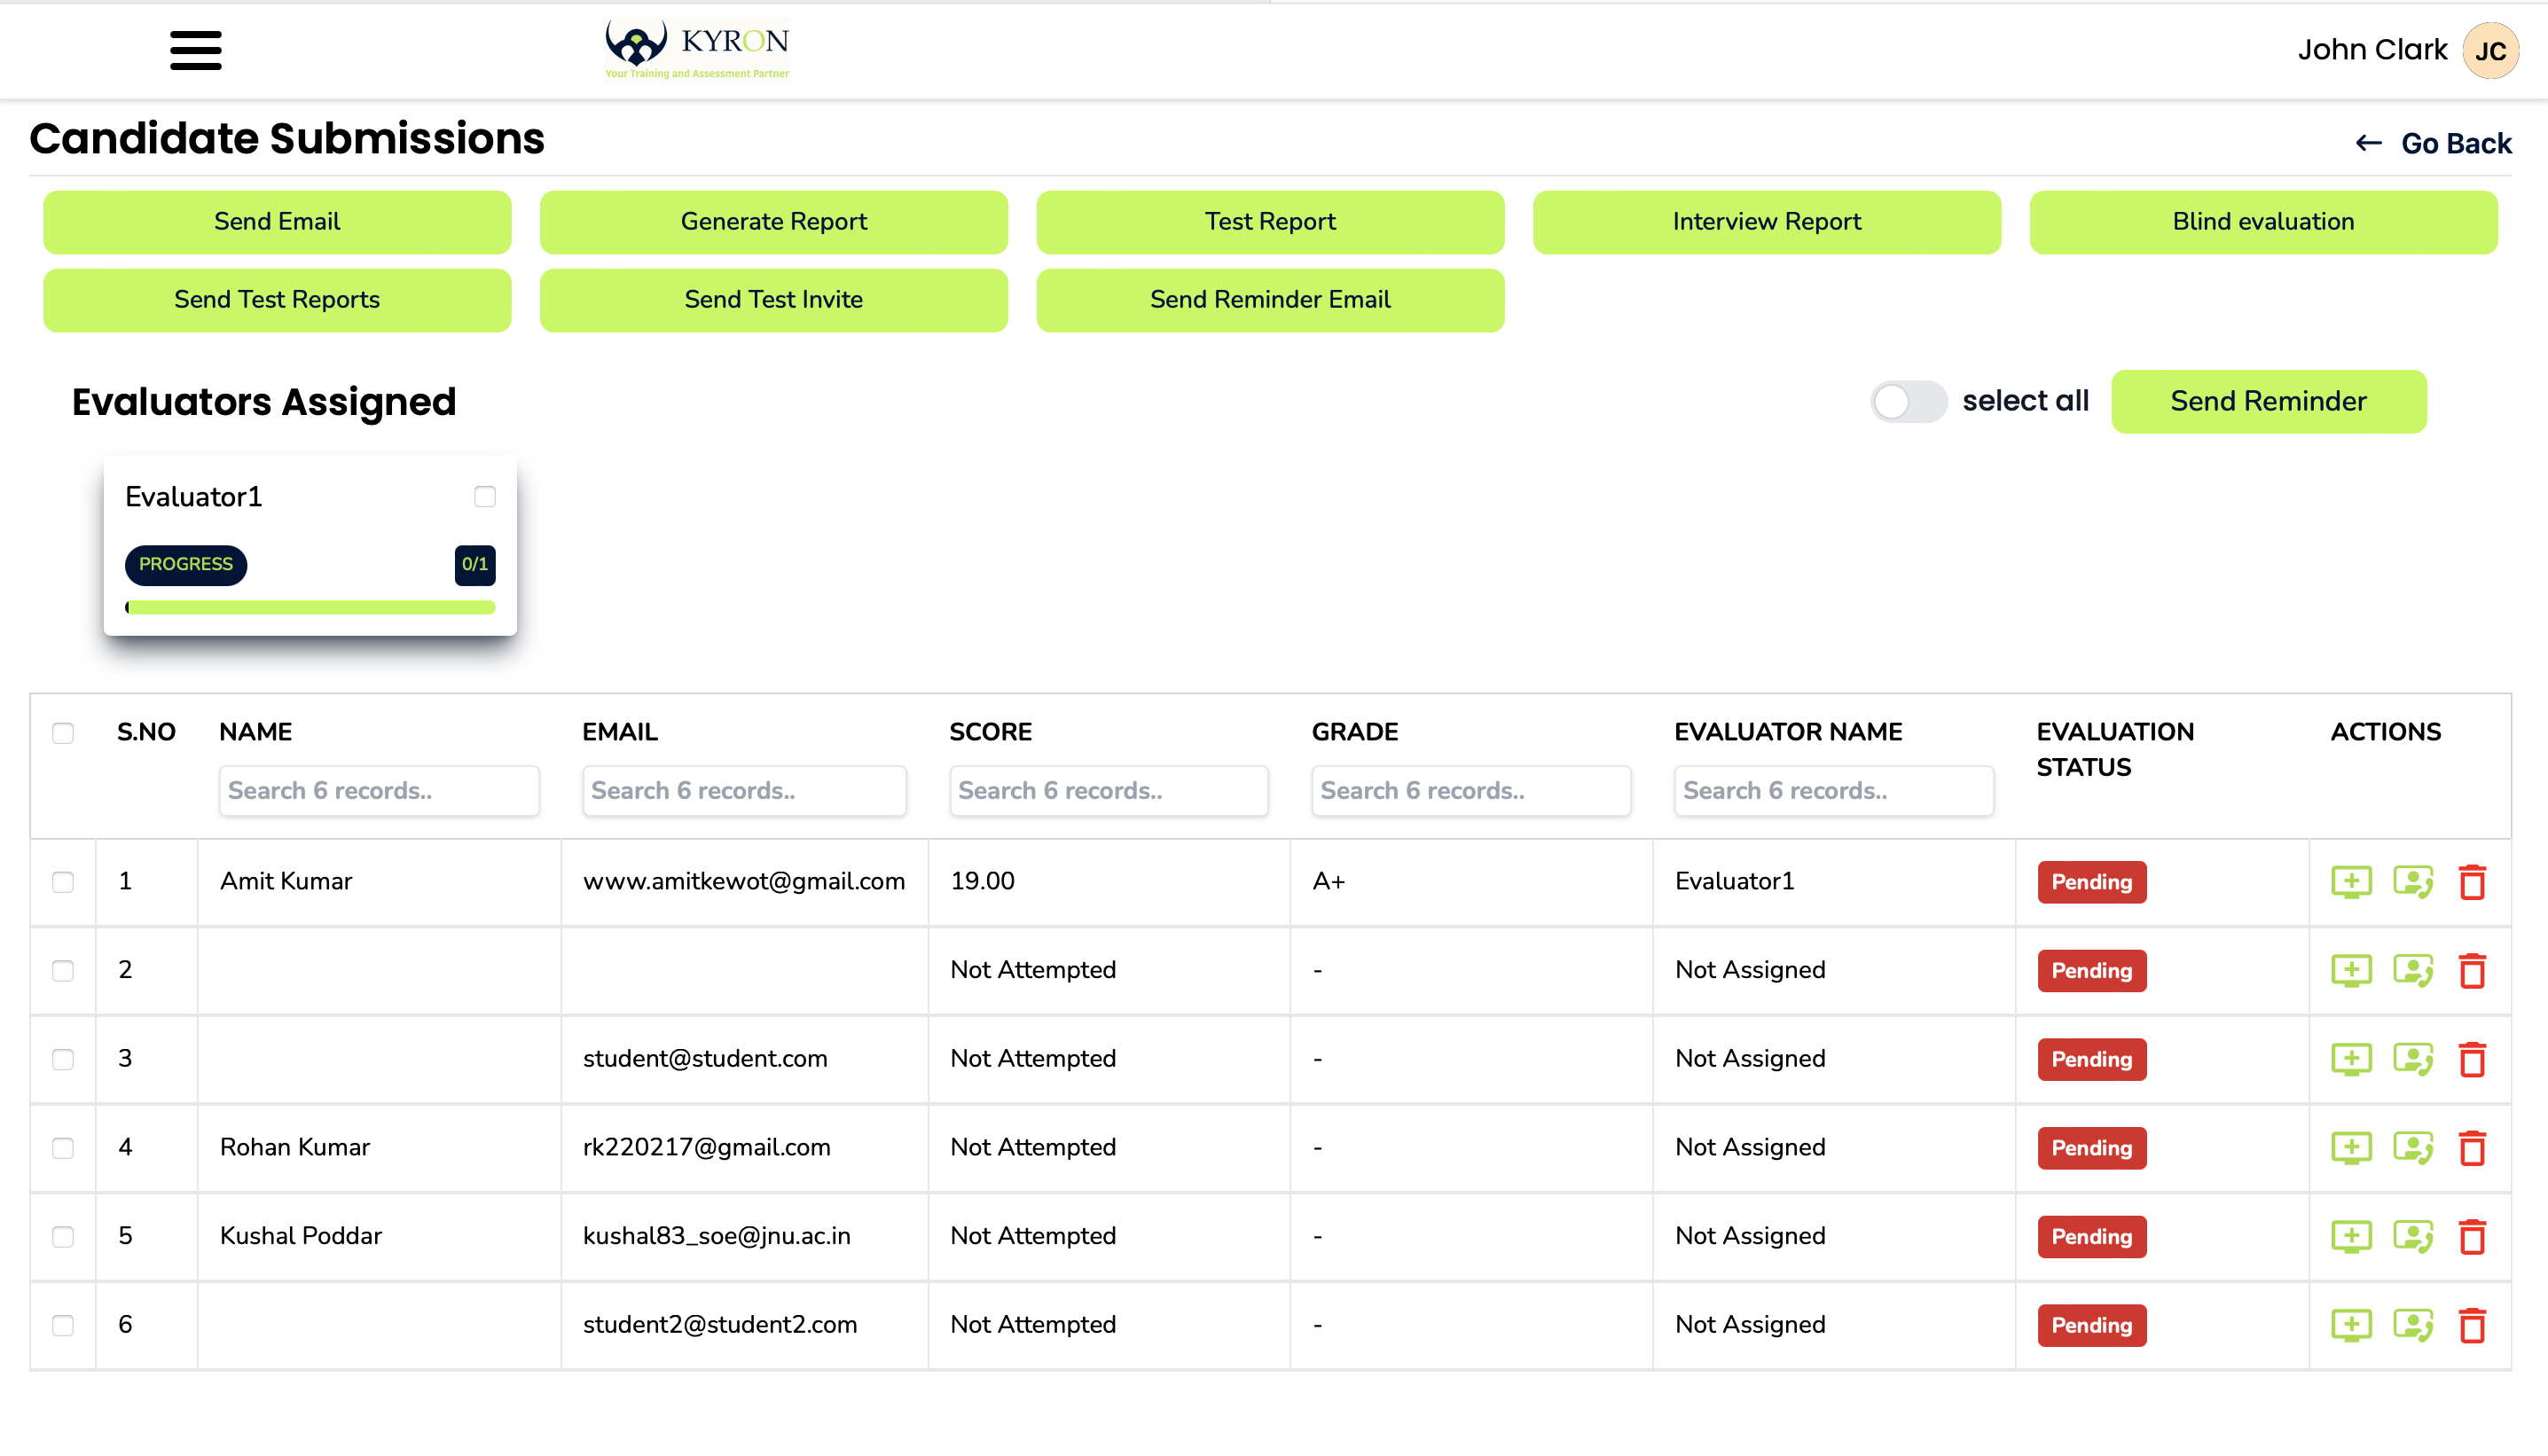 KYRON
Your Training and Assessment Partner
John Clark JC
Candidate Submissions
← Go Back
Send Email Generate Report Test Report Interview Report Blind evaluation
Send Test Reports Send Test Invite Send Reminder Email
Evaluators Assigned select all Send Reminder
Evaluator1
PROGRESS 0/1
S.NO NAME EMAIL SCORE GRADE EVALUATOR NAME EVALUATION STATUS ACTIONS
Search 6 records.. Search 6 records.. Search 6 records.. Search 6 records.. Search 6 records..
1 Amit Kumar www.amitkewot@gmail.com 19.00 A+ Evaluator1 Pending
2 Not Attempted - Not Assigned Pending
3 student@student.com Not Attempted - Not Assigned Pending
4 Rohan Kumar rk220217@gmail.com Not Attempted - Not Assigned Pending
5 Kushal Poddar kushal83_soe@jnu.ac.in Not Attempted - Not Assigned Pending
6 student2@student2.com Not Attempted - Not Assigned Pending